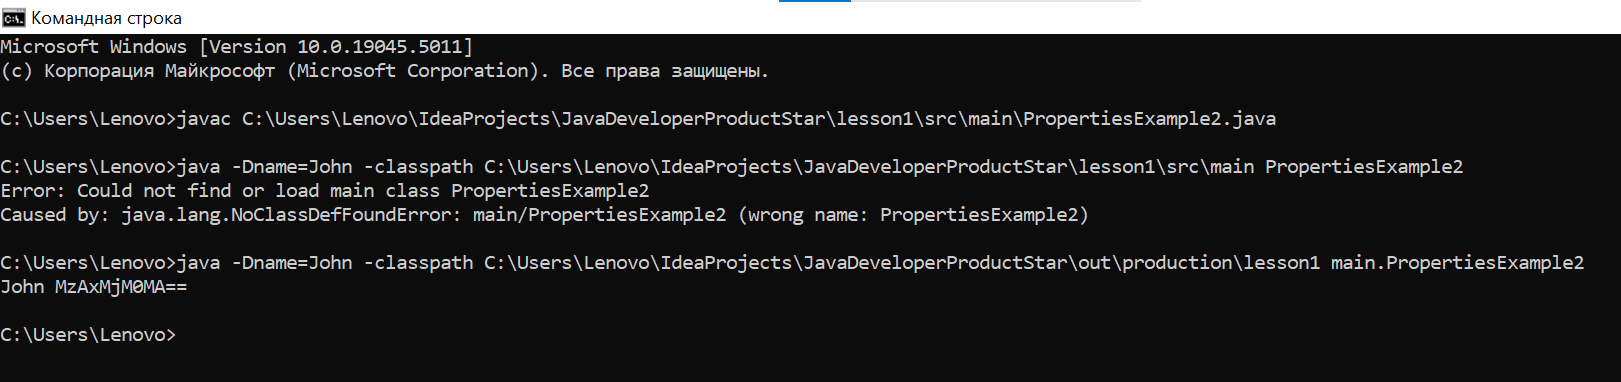 Командная строка
Microsoft Windows [Version 10.0.19045.5011]
(c) Корпорация Майкрософт (Microsoft Corporation). Все права защищены.
C:\Users\Lenovo>javac C:\Users\Lenovo\IdeaProjects\JavaDeveloperProductStar\lesson1\src\main\PropertiesExample2.java
C:\Users\Lenovo>java -Dname=John -classpath C:\Users\Lenovo\IdeaProjects\JavaDeveloperProductStar\lesson1\src\main PropertiesExample2
Error: Could not find or load main class PropertiesExample2
Caused by: java.lang.NoClassDefFoundError: main/PropertiesExample2 (wrong name: PropertiesExample2)
C:\Users\Lenovo>java -Dname=John -classpath C:\Users\Lenovo\IdeaProjects\JavaDeveloperProductStar\out\production\lesson1 main.PropertiesExample2
John MzAxMjM0MA==
C:\Users\Lenovo>